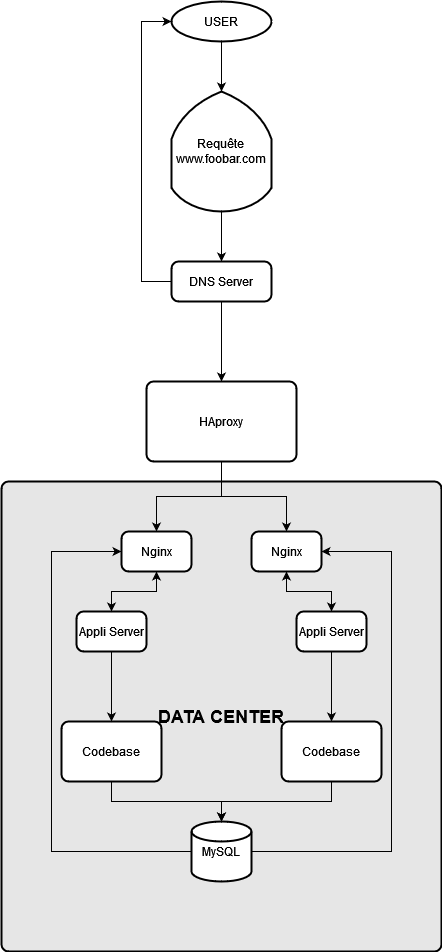 USER
Requête
www.foobar.com
DNS Server
HAproxy
Nginx
Nginx
Appli Server
Appli Server
DATA CENTER
Codebase
Codebase
MySQL